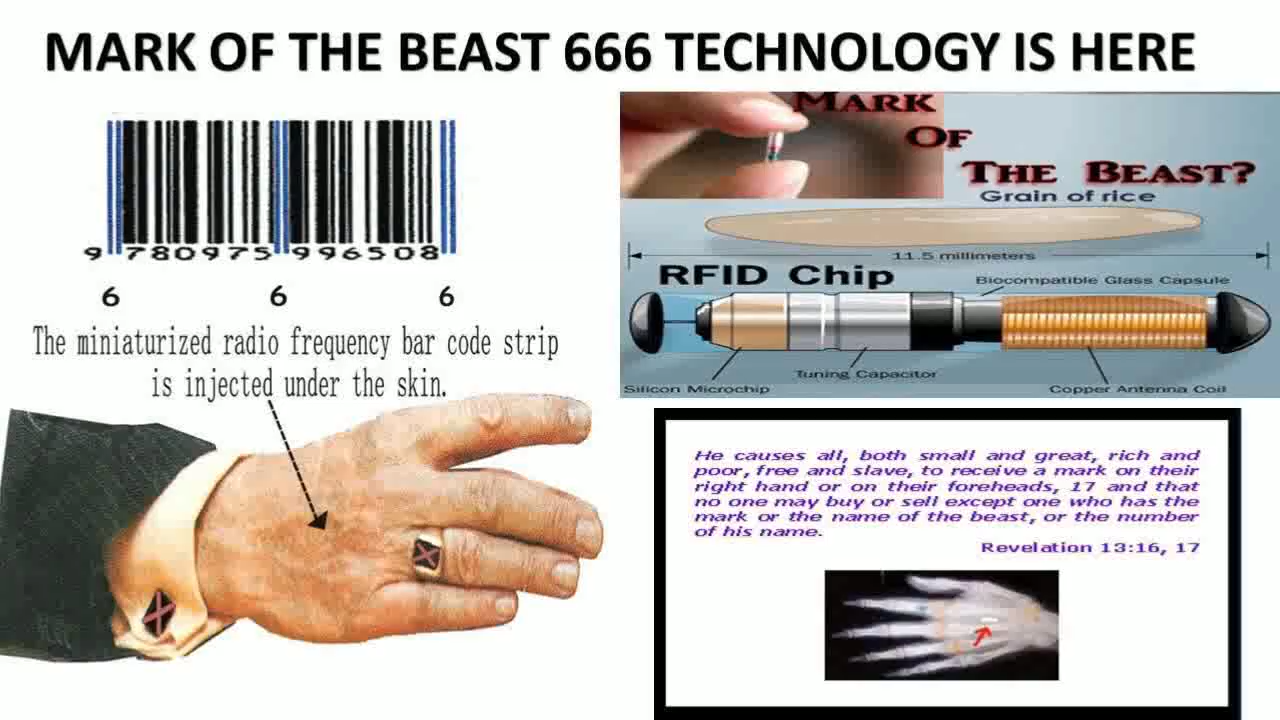 MARK OF THE BEAST 666 TECHNOLOGY IS HERE
9 780975 996508
6 6 6
The miniaturized radio frequency bar code strip
is injected under the skin.
MARK
OF
THE BEAST?
Grain of rice
11.5 millimeters
RFID Chip
Biocompatible Glass Capsule
Tuning Capacitor
Silicon Microchip
Copper Antenna Coil
He causes all, both small and great, rich and
poor, free and slave, to receive a mark on their
right hand or on their foreheads, 17 and that
no one may buy or sell except one who has the
mark or the name of the beast, or the number
of his name.
Revelation 13:16, 17